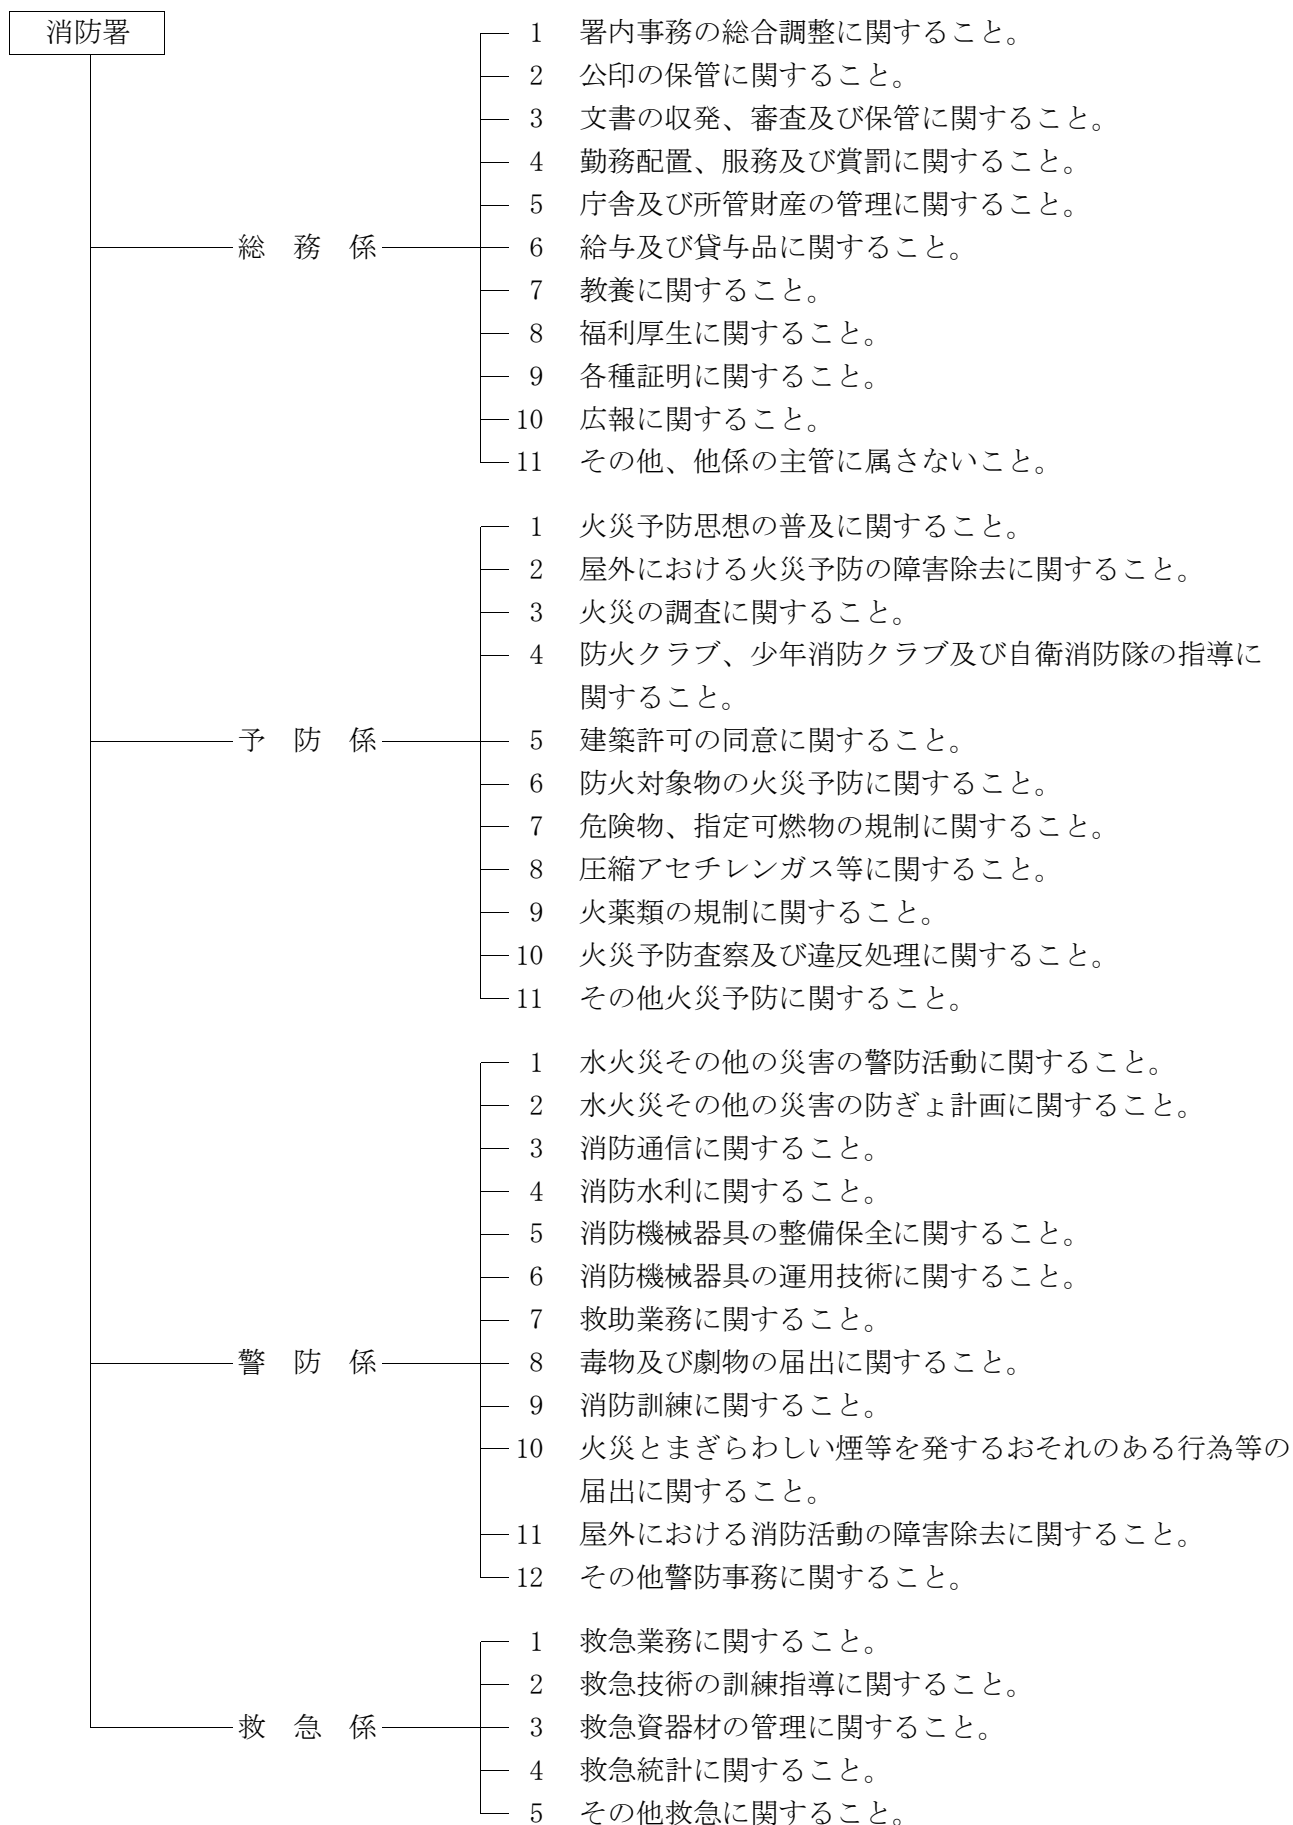 消防署
総務係
1 署内事務の総合調整に関すること。
2 公印の保管に関すること。
3 文書の収発、審査及び保管に関すること。
4 勤務配置、服務及び賞罰に関すること。
5 庁舎及び所管財産の管理に関すること。
6 給与及び貸与品に関すること。
7 教養に関すること。
8 福利厚生に関すること。
9 各種証明に関すること。
10 広報に関すること。
11 その他、他係の主管に属さないこと。
予防係
1 火災予防思想の普及に関すること。
2 屋外における火災予防の障害除去に関すること。
3 火災の調査に関すること。
4 防火クラブ、少年消防クラブ及び自衛消防隊の指導に
関すること。
5 建築許可の同意に関すること。
6 防火対象物の火災予防に関すること。
7 危険物、指定可燃物の規制に関すること。
8 圧縮アセチレンガス等に関すること。
9 火薬類の規制に関すること。
10 火災予防査察及び違反処理に関すること。
11 その他火災予防に関すること。
警防係
1 水火災その他の災害の警防活動に関すること。
2 水火災その他の災害の防ぎょ計画に関すること。
3 消防通信に関すること。
4 消防水利に関すること。
5 消防機械器具の整備保全に関すること。
6 消防機械器具の運用技術に関すること。
7 救助業務に関すること。
8 毒物及び劇物の届出に関すること。
9 消防訓練に関すること。
10 火災とまぎらわしい煙等を発するおそれのある行為等の
届出に関すること。
11 屋外における消防活動の障害除去に関すること。
12 その他警防事務に関すること。
救急係
1 救急業務に関すること。
2 救急技術の訓練指導に関すること。
3 救急資器材の管理に関すること。
4 救急統計に関すること。
5 その他救急に関すること。